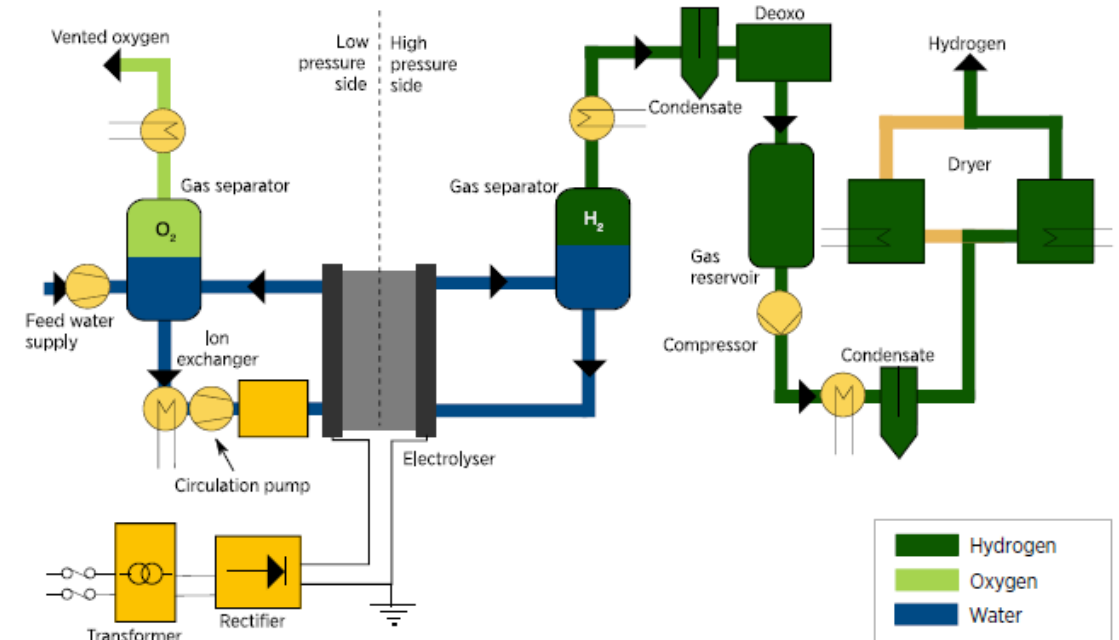 Vented oxygen
Low
pressure
side
High
pressure
side
Deoxo
Hydrogen
Condensate
Gas separator
Gas separator
Dryer
O2
H2
Gas
reservoir
Feed water
supply
Ion
exchanger
Compressor
Condensate
Circulation pump
Electrolyser
Transformer
Rectifier
Hydrogen
Oxygen
Water